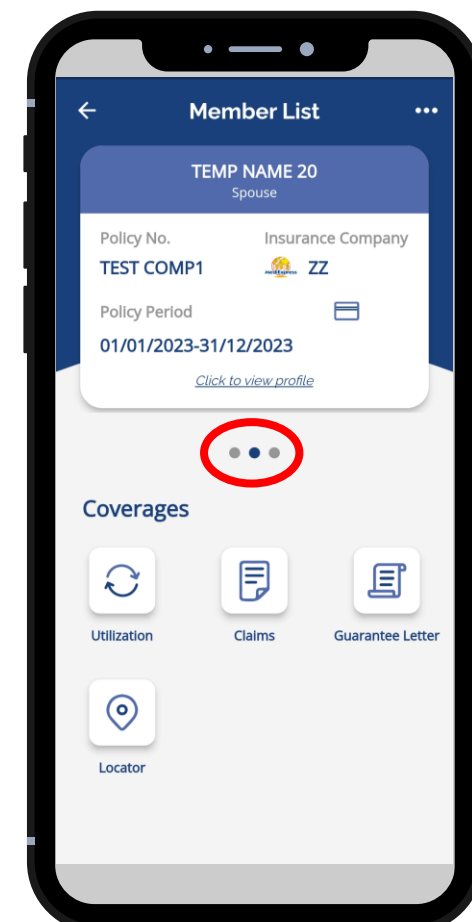 Member List
TEMP NAME 20
Spouse
Policy No. Insurance Company
TEST COMP1 ZZ
Policy Period
01/01/2023-31/12/2023
Click to view profile
Coverages
Utilization Claims Guarantee Letter
Locator